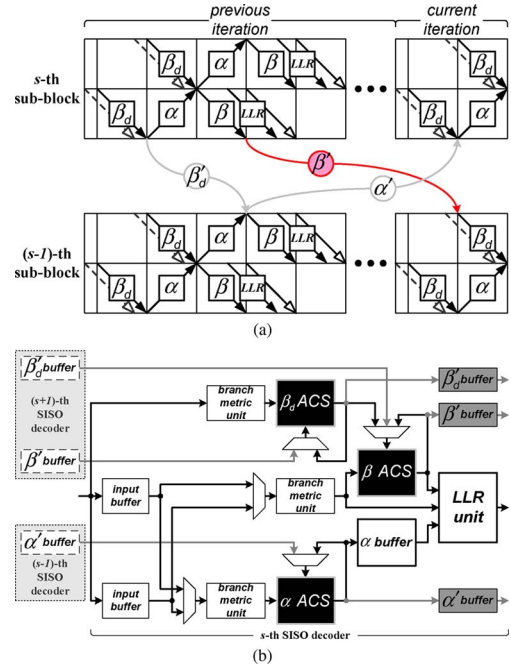 previous iteration
current iteration
s-th sub-block
β_d α β LLR
β_d α β LLR
β_d α
β_d α
β′_d
β′
α′
(s-1)-th sub-block
β_d α β LLR
β_d α β LLR
β_d α
β_d α
(a)
β′_d buffer
(s+1)-th SISO decoder
β′ buffer
α′ buffer
(s-1)-th SISO decoder
branch metric unit
β_d ACS
β′_d buffer
β′ buffer
β ACS
input buffer
branch metric unit
LLR unit
α buffer
input buffer
branch metric unit
α ACS
α′ buffer
s-th SISO decoder
(b)